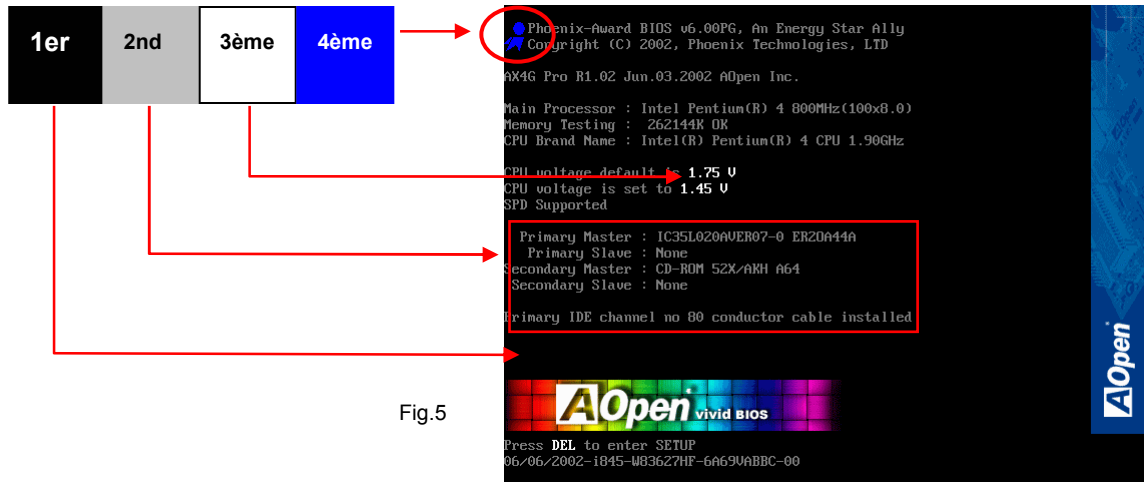 1er 2nd 3ème 4ème
Phoenix-Award BIOS v6.00PG, An Energy Star Ally
Copyright (C) 2002, Phoenix Technologies, LTD
AX4G Pro R1.02 Jun.03.2002 AOpen Inc.
Main Processor : Intel Pentium(R) 4 800MHz(100x8.0)
Memory Testing : 262144K OK
CPU Brand Name : Intel(R) Pentium(R) 4 CPU 1.90GHz
CPU voltage default is 1.75 V
CPU voltage is set to 1.45 V
SPD Supported
Primary Master : IC35L020AVER07-0 ER2OA44A
Primary Slave : None
Secondary Master : CD-ROM 52X/AKH A64
Secondary Slave : None
Primary IDE channel no 80 conductor cable installed
AOpen
Fig.5
AOpen vivid BIOS
Press DEL to enter SETUP
06/06/2002-i845-W83627HF-6A69VABBC-00